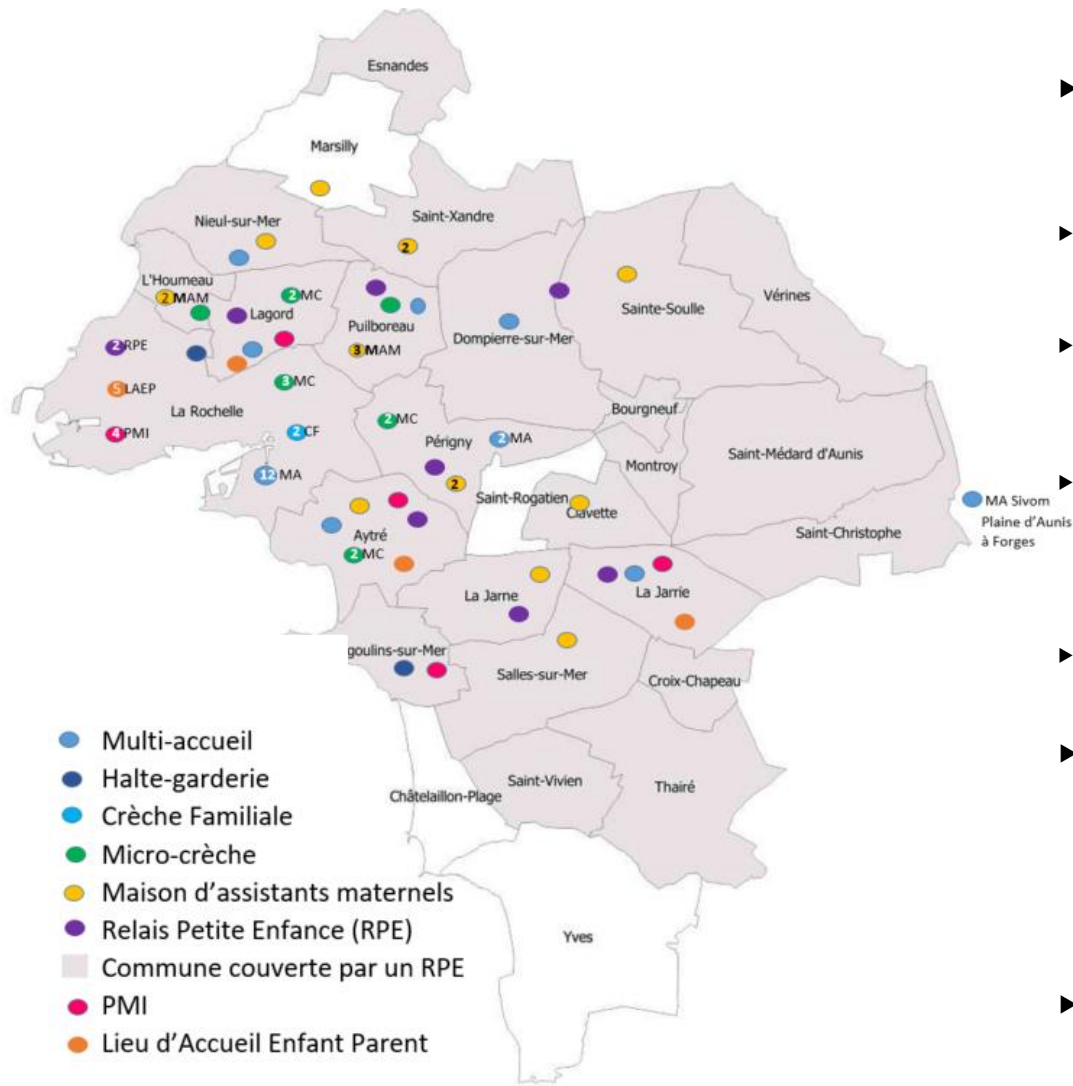 Esnandes
Marsilly
Saint-Xandre
Nieul-sur-Mer
2
L'Houmeau
2 MAM
2 MC
Lagord
Puilboreau
3 MAM
Dompierre-sur-Mer
Sainte-Soulle
Vérines
2 RPE
5 LAEP
4 PMI
La Rochelle
3 MC
2 CF
12 MA
2 MC
Périgny
2
2 MA
Bourgneuf
Montroy
Saint-Médard d'Aunis
Saint-Rogatien
Clavette
Saint-Christophe
MA Sivom
Plaine d'Aunis
à Forges
Aytré
2 MC
La Jarne
La Jarrie
goulins-sur-Mer
Salles-sur-Mer
Croix-Chapeau
Saint-Vivien
Thairé
Châtelaillon-Plage
Yves
Multi-accueil
Halte-garderie
Crèche Familiale
Micro-crèche
Maison d'assistants maternels
Relais Petite Enfance (RPE)
Commune couverte par un RPE
PMI
Lieu d'Accueil Enfant Parent